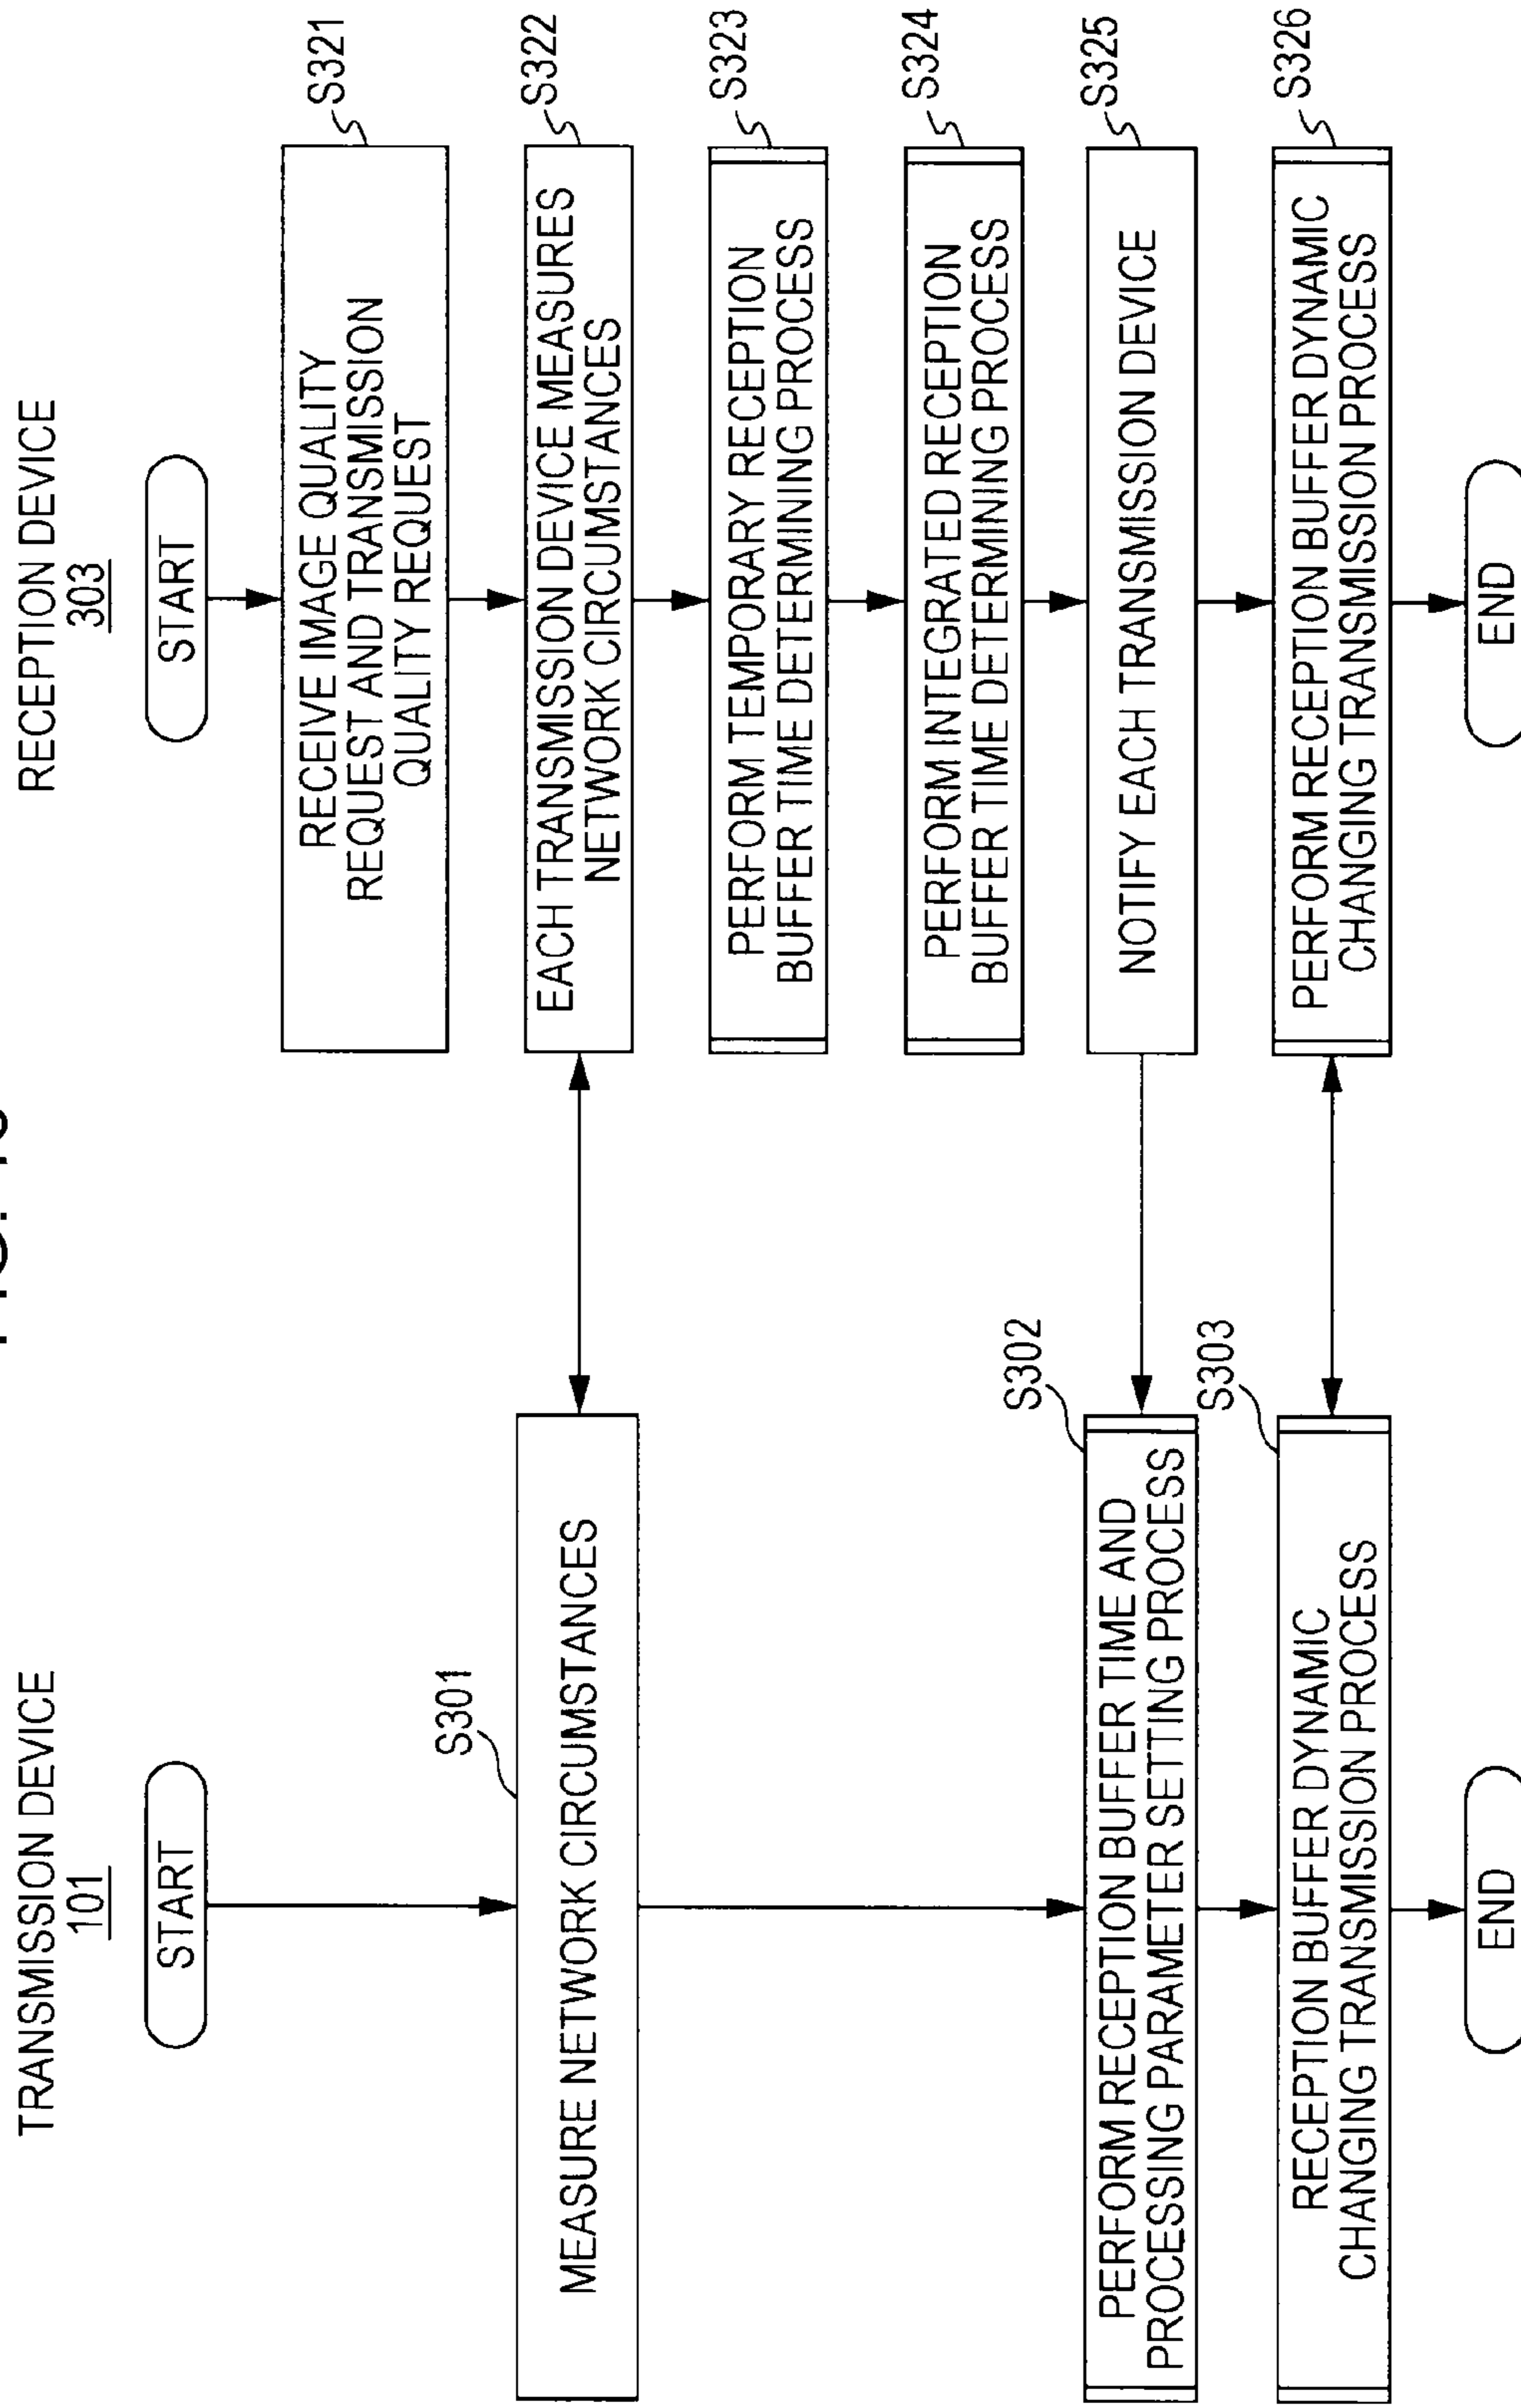 TRANSMISSION DEVICE
101
START
S301
MEASURE NETWORK CIRCUMSTANCES
S302
PERFORM RECEPTION BUFFER TIME AND
PROCESSING PARAMETER SETTING PROCESS
S303
RECEPTION BUFFER DYNAMIC
CHANGING TRANSMISSION PROCESS
END
RECEPTION DEVICE
303
START
RECEIVE IMAGE QUALITY
REQUEST AND TRANSMISSION
QUALITY REQUEST
S321
EACH TRANSMISSION DEVICE MEASURES
NETWORK CIRCUMSTANCES
S322
PERFORM TEMPORARY RECEPTION
BUFFER TIME DETERMINING PROCESS
S323
PERFORM INTEGRATED RECEPTION
BUFFER TIME DETERMINING PROCESS
S324
NOTIFY EACH TRANSMISSION DEVICE
S325
PERFORM RECEPTION BUFFER DYNAMIC
CHANGING TRANSMISSION PROCESS
S326
END